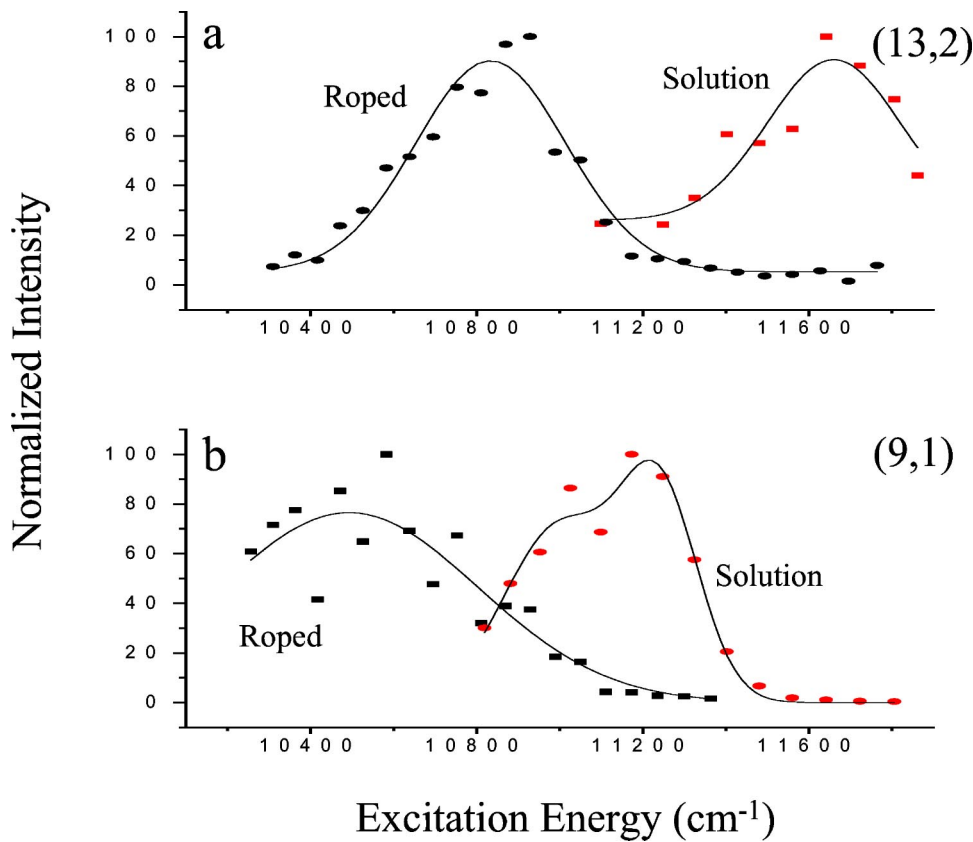 a
(13,2)
Roped
Solution
100
80
60
40
20
0
10400 10800 11200 11600
b
(9,1)
Roped
Solution
100
80
60
40
20
0
10400 10800 11200 11600
Normalized Intensity
Excitation Energy (cm⁻¹)